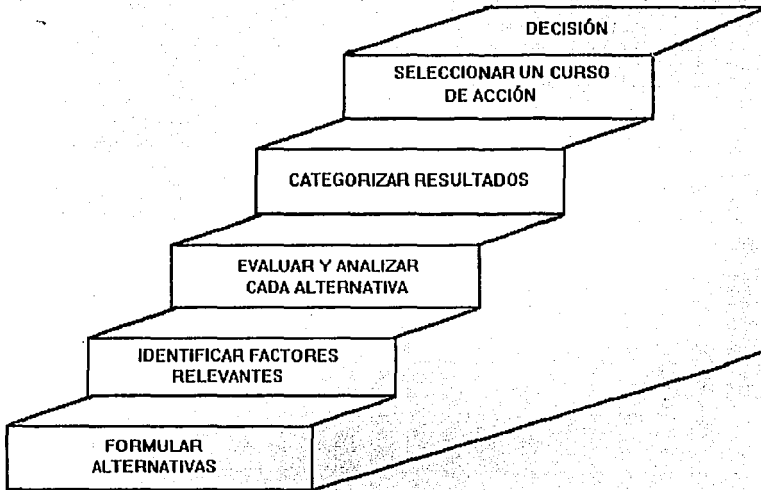 DECISIÓN
SELECCIONAR UN CURSO
DE ACCIÓN
CATEGORIZAR RESULTADOS
EVALUAR Y ANALIZAR
CADA ALTERNATIVA
IDENTIFICAR FACTORES
RELEVANTES
FORMULAR
ALTERNATIVAS